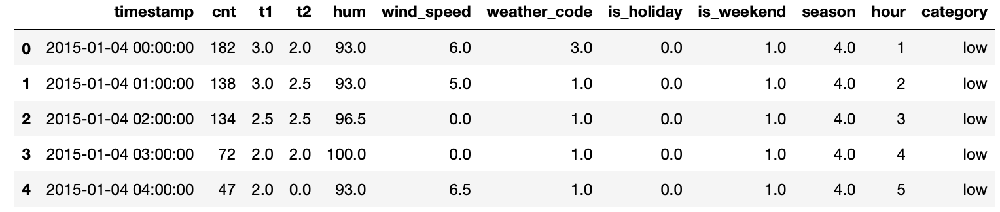 timestamp cnt t1 t2 hum wind_speed weather_code is_holiday is_weekend season hour category
0 2015-01-04 00:00:00 182 3.0 2.0 93.0 6.0 3.0 0.0 1.0 4.0 1 low
1 2015-01-04 01:00:00 138 3.0 2.5 93.0 5.0 1.0 0.0 1.0 4.0 2 low
2 2015-01-04 02:00:00 134 2.5 2.5 96.5 0.0 1.0 0.0 1.0 4.0 3 low
3 2015-01-04 03:00:00 72 2.0 2.0 100.0 0.0 1.0 0.0 1.0 4.0 4 low
4 2015-01-04 04:00:00 47 2.0 0.0 93.0 6.5 1.0 0.0 1.0 4.0 5 low